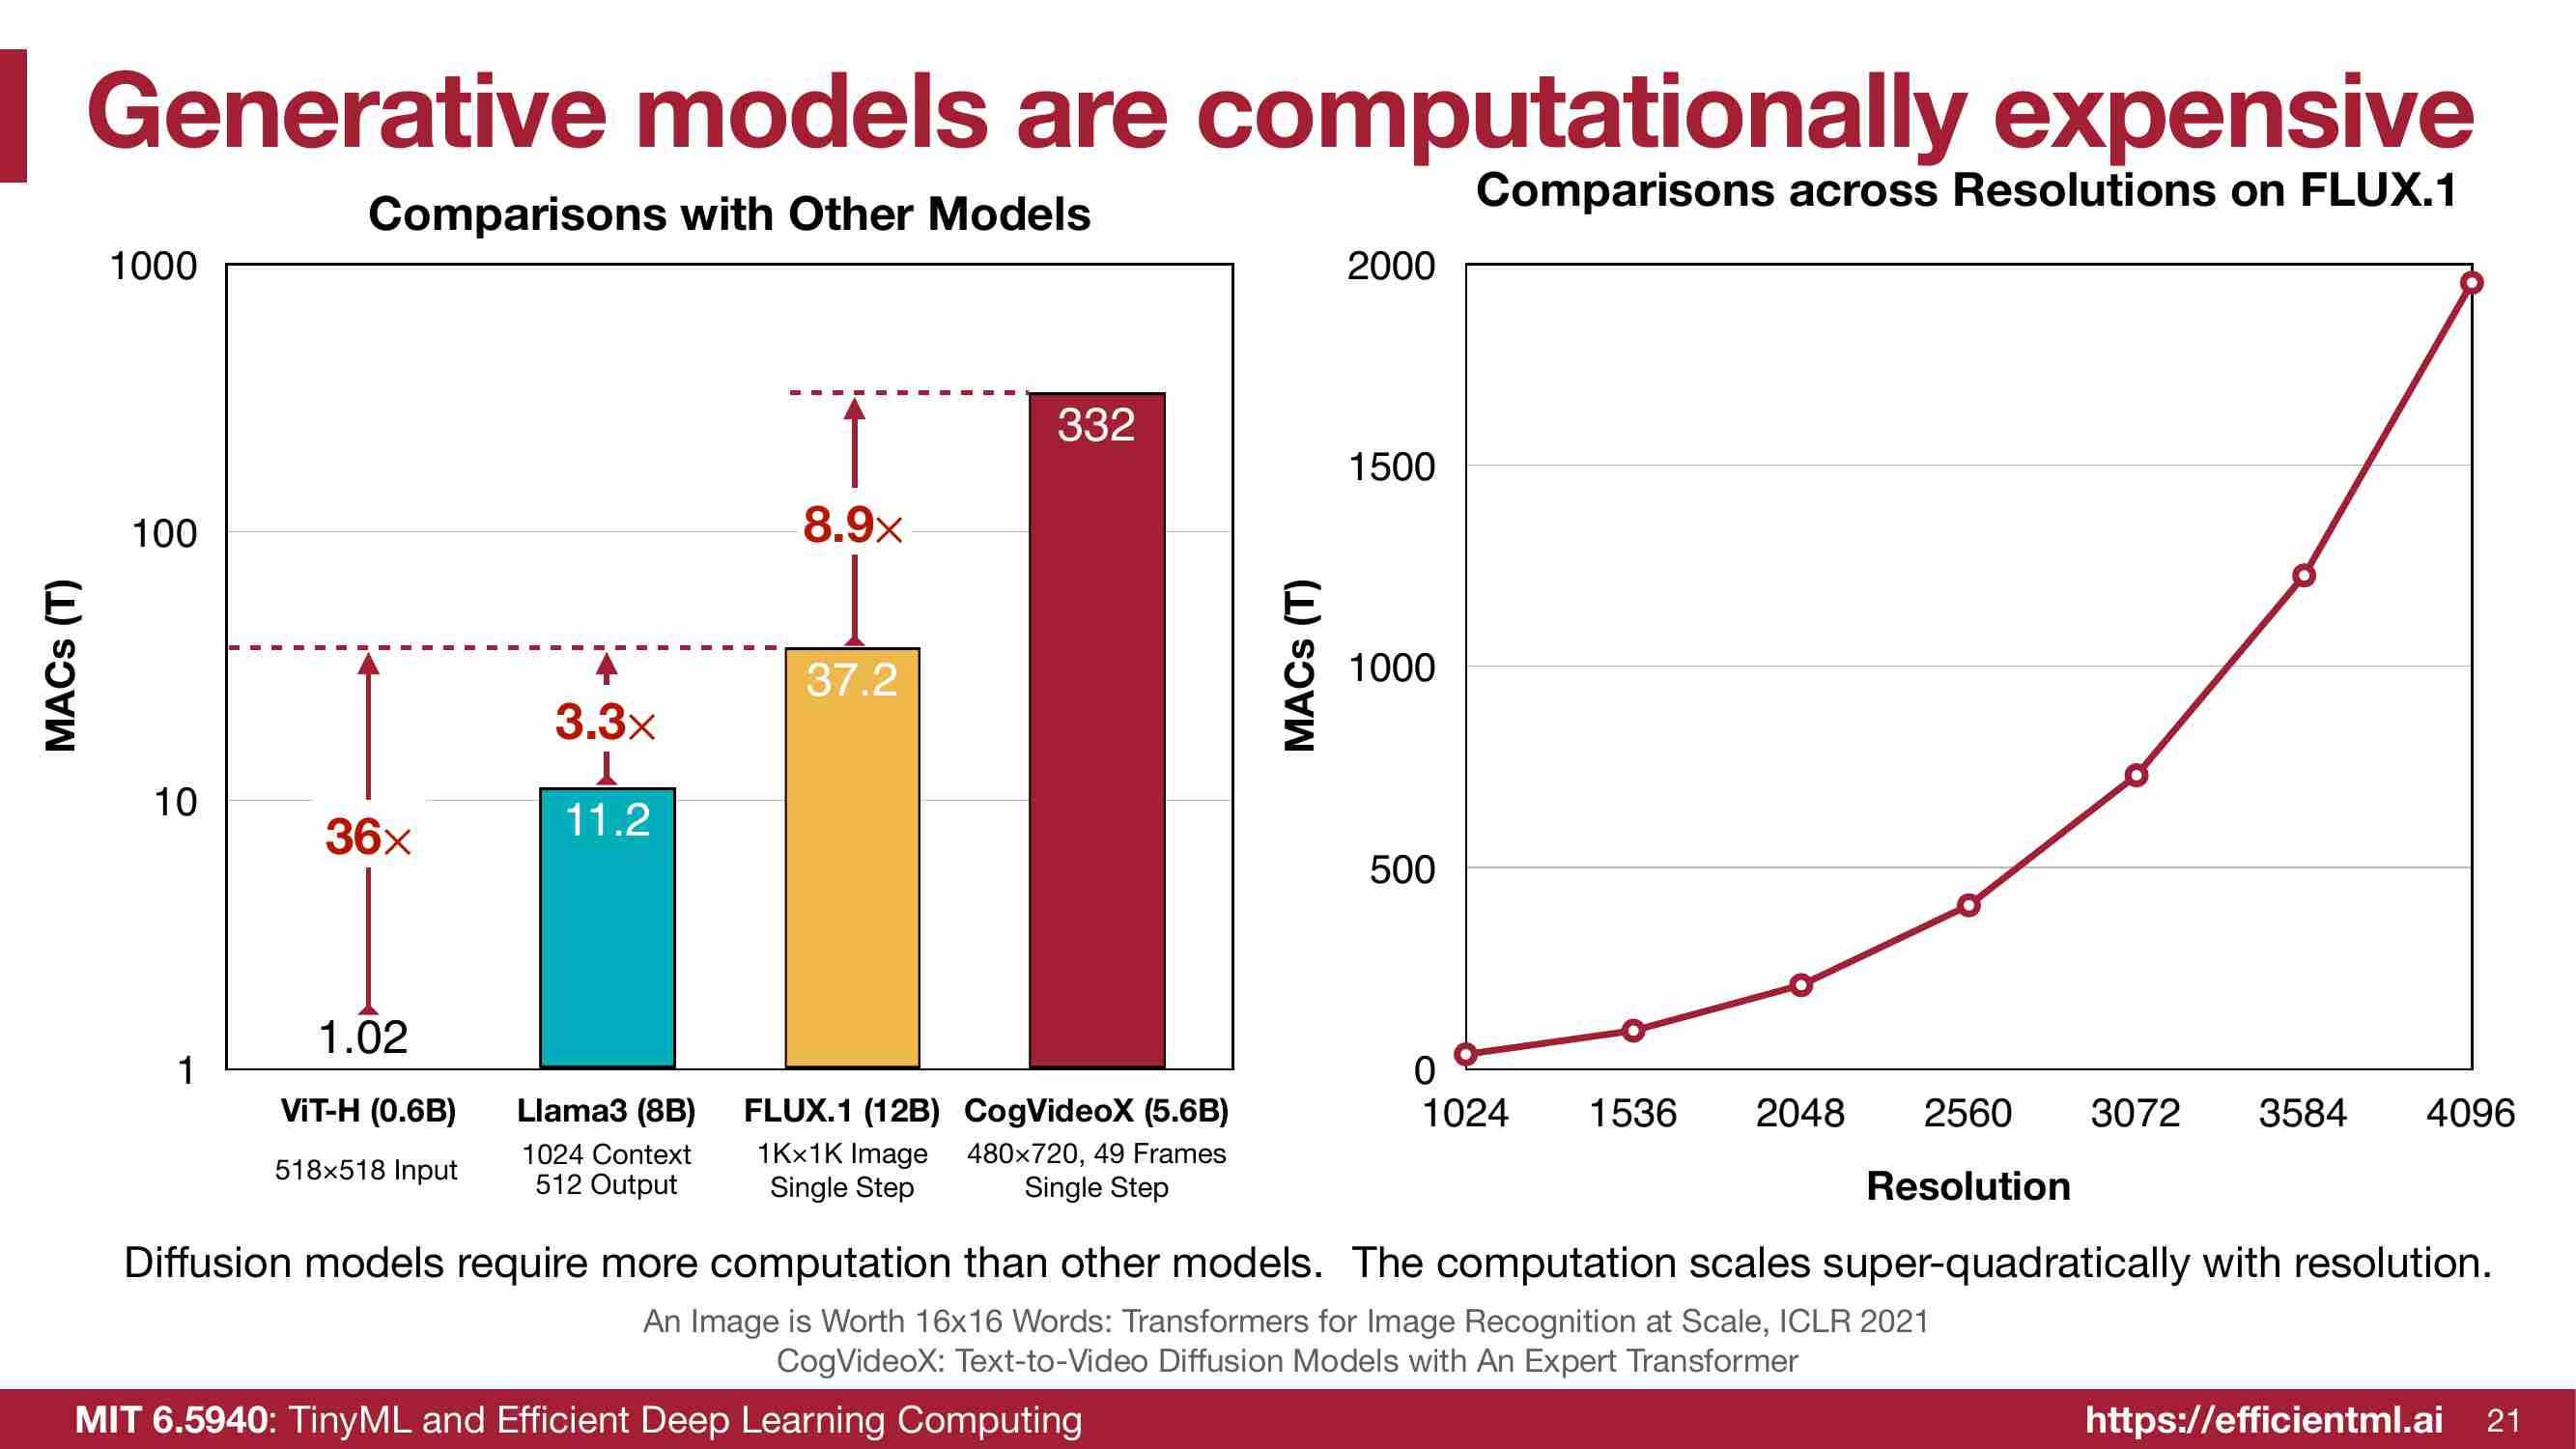 Generative models are computationally expensive
Comparisons with Other Models
MACs (T)
1000
100
10
1
36×
3.3×
8.9×
1.02
11.2
37.2
332
ViT-H (0.6B)
518×518 Input
Llama3 (8B)
1024 Context
512 Output
FLUX.1 (12B)
1K×1K Image
Single Step
CogVideoX (5.6B)
480×720, 49 Frames
Single Step
Diffusion models require more computation than other models.
Comparisons across Resolutions on FLUX.1
MACs (T)
2000
1500
1000
500
0
1024 1536 2048 2560 3072 3584 4096
Resolution
The computation scales super-quadratically with resolution.
An Image is Worth 16x16 Words: Transformers for Image Recognition at Scale, ICLR 2021
CogVideoX: Text-to-Video Diffusion Models with An Expert Transformer
MIT 6.5940: TinyML and Efficient Deep Learning Computing
https://efficientml.ai
21